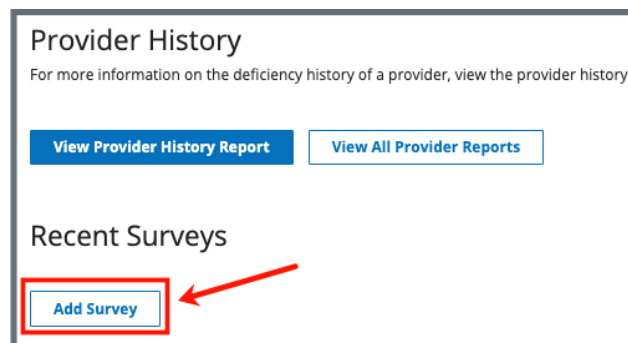 Provider History
For more information on the deficiency history of a provider, view the provider history
View Provider History Report
View All Provider Reports
Recent Surveys
Add Survey